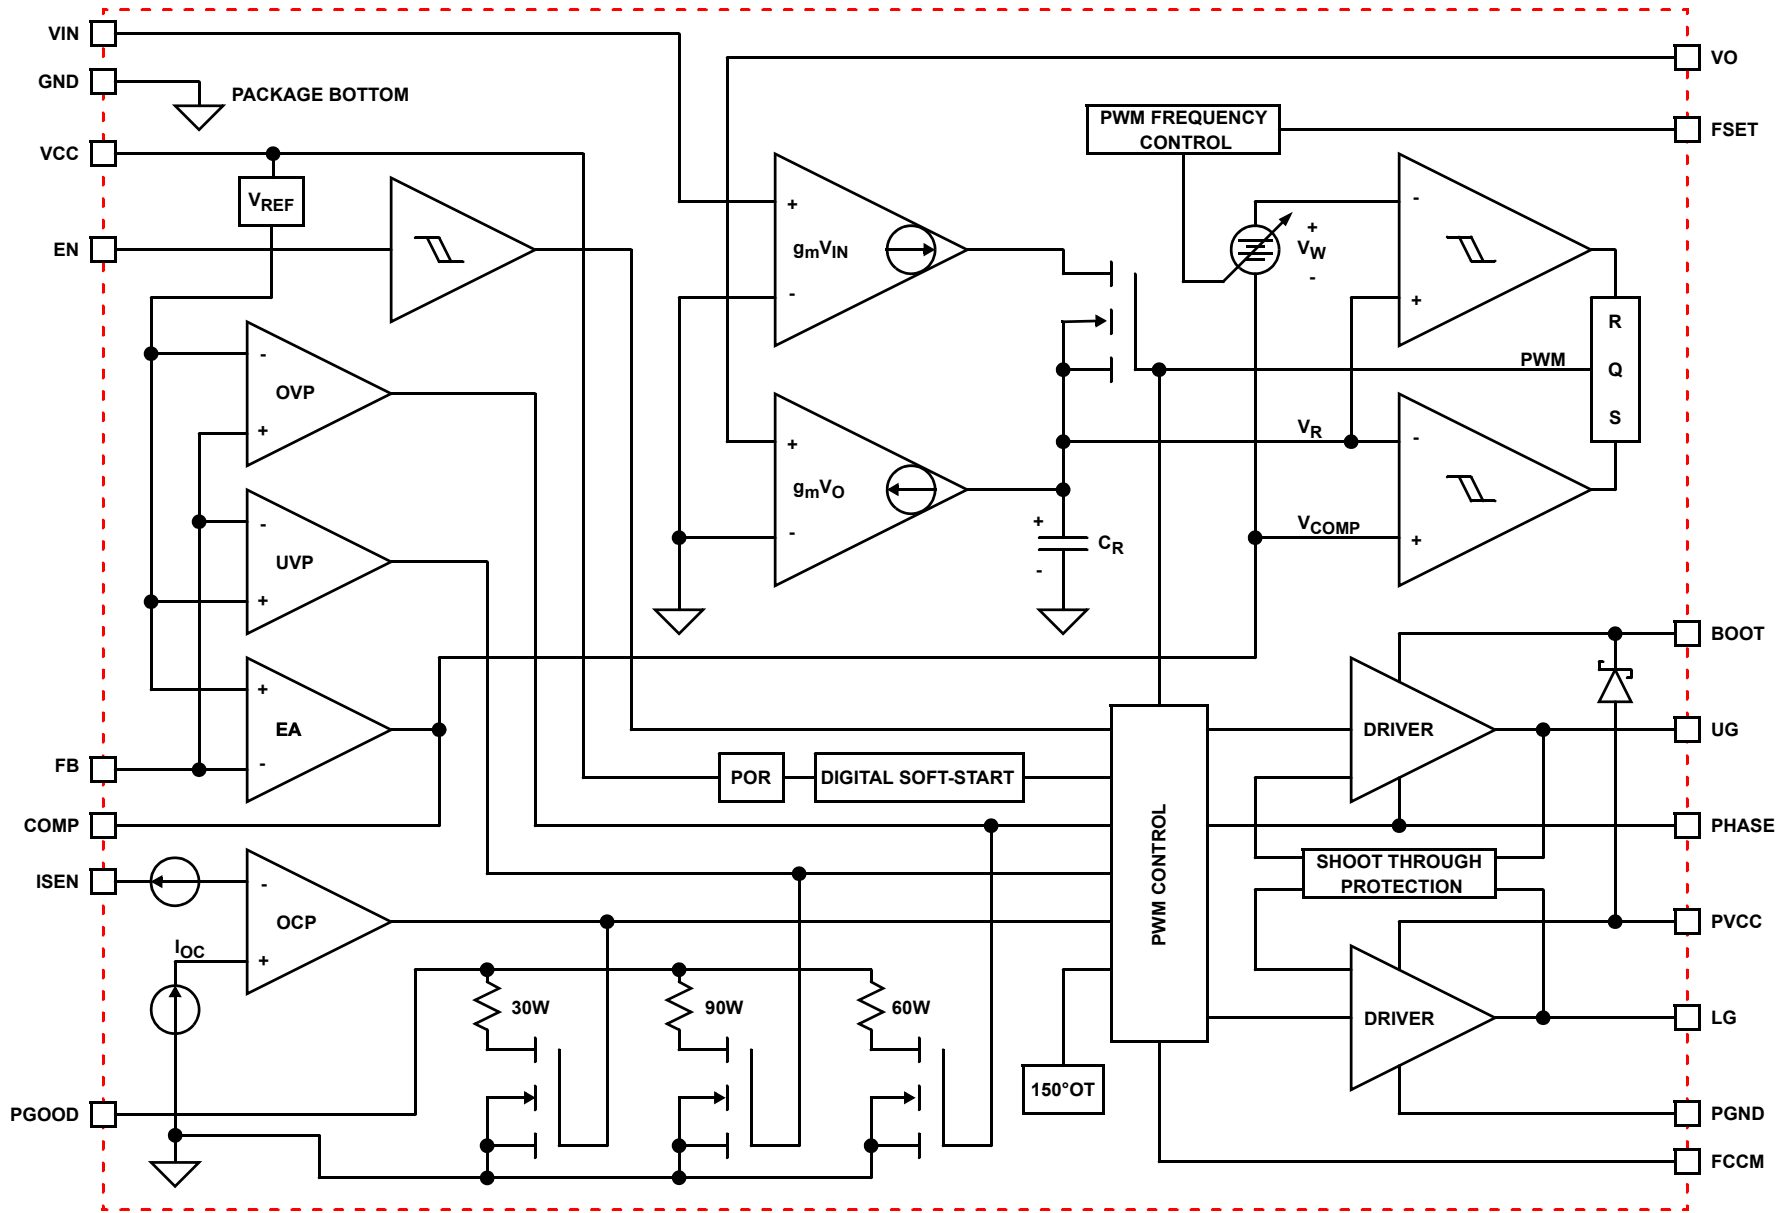 VIN
VO
GND
PACKAGE BOTTOM
PWM FREQUENCY
CONTROL
FSET
VCC
VREF
EN
+
gmVIN
-
+
VW
-
-
+
R
Q
S
PWM
-
OVP
+
+
gmVO
-
VR
-
VCOMP
+
+
CR
-
-
UVP
+
BOOT
+
EA
-
DRIVER
UG
FB
POR
DIGITAL SOFT-START
COMP
PHASE
PWM CONTROL
SHOOT THROUGH
PROTECTION
ISEN
-
OCP
+
IOC
PVCC
30W
90W
60W
DRIVER
LG
150°OT
PGOOD
PGND
FCCM